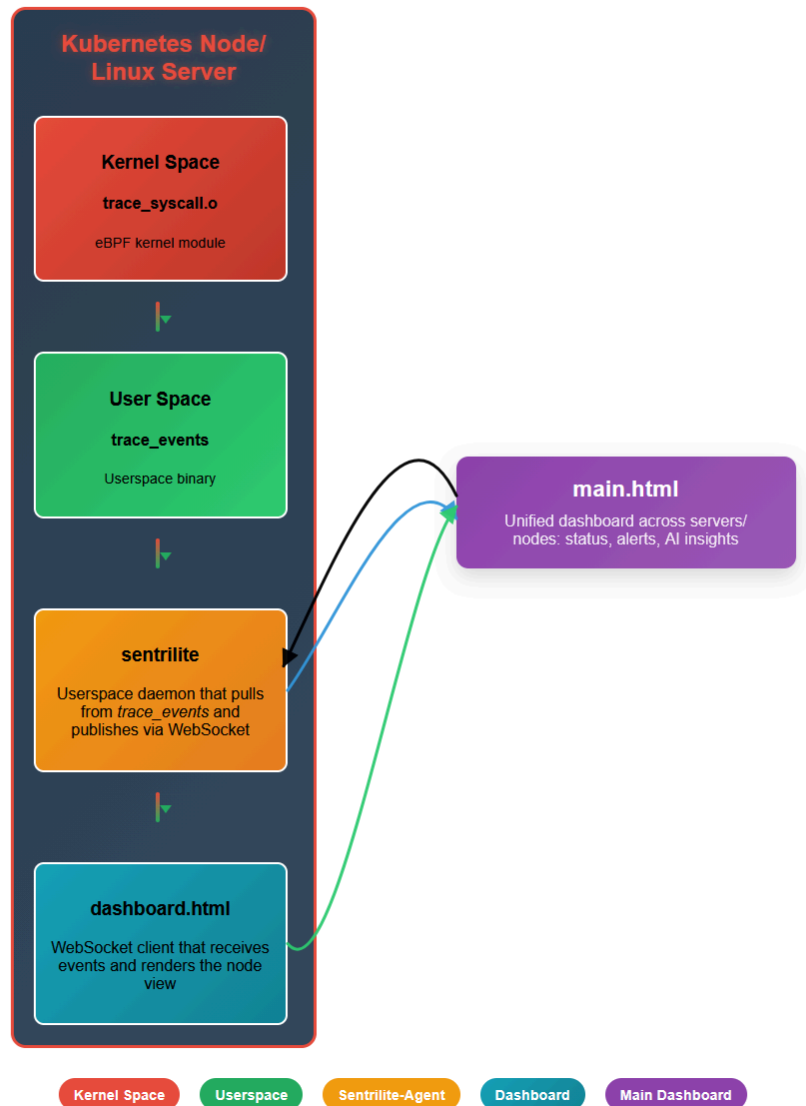 Kubernetes Node/
Linux Server
Kernel Space
trace_syscall.o
eBPF kernel module
User Space
trace_events
Userspace binary
sentrilite
Userspace daemon that pulls
from trace_events and
publishes via WebSocket
dashboard.html
WebSocket client that receives
events and renders the node
view
main.html
Unified dashboard across servers/
nodes: status, alerts, AI insights
Kernel Space
Userspace
Sentrilite-Agent
Dashboard
Main Dashboard